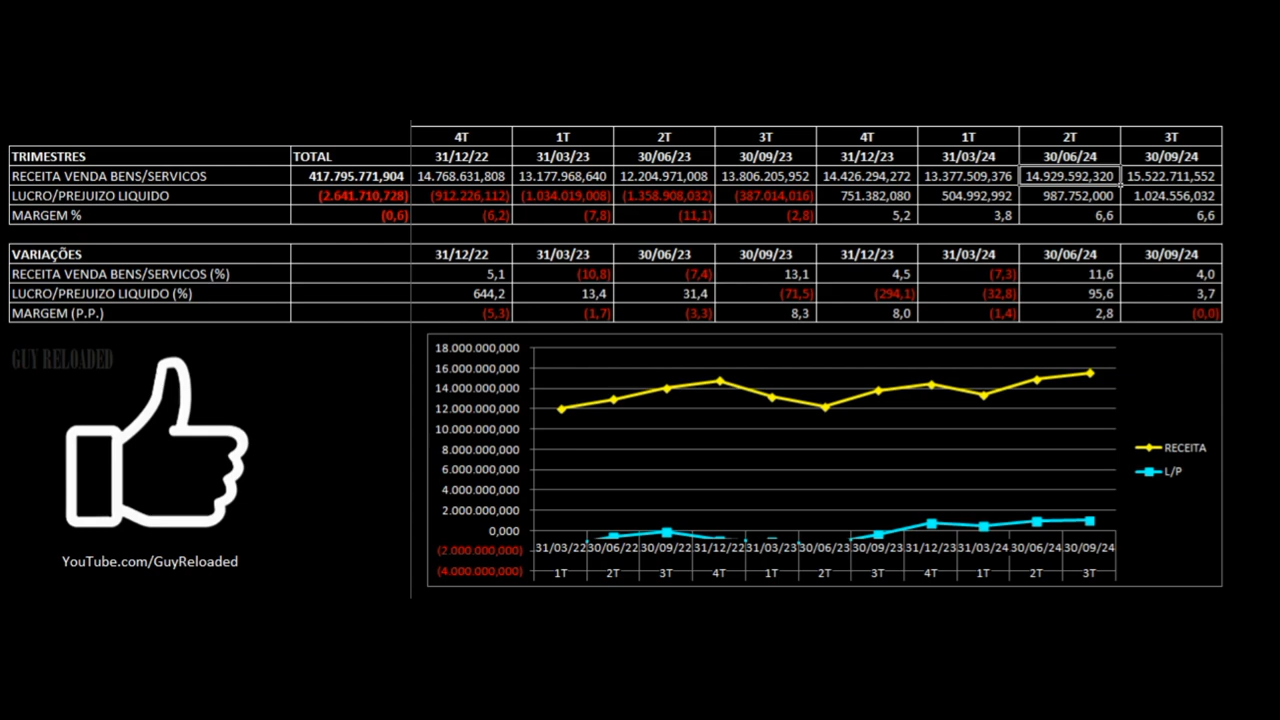 4T 1T 2T 3T 4T 1T 2T 3T
TRIMESTRES TOTAL 31/12/22 31/03/23 30/06/23 30/09/23 31/12/23 31/03/24 30/06/24 30/09/24
RECEITA VENDA BENS/SERVICOS 417.795.771,904 14.768.631,808 13.177.968,640 12.204.971,008 13.806.205,952 14.426.294,272 13.377.509,376 14.929.592,320 15.522.711,552
LUCRO/PREJUIZO LIQUIDO (2.641.710,728) (912.226,112) (1.034.019,008) (1.358.908,032) (387.014,016) 751.382,080 504.992,992 987.752,000 1.024.556,032
MARGEM % (0,6) (6,2) (7,8) (11,1) (2,8) 5,2 3,8 6,6 6,6
VARIAÇÕES 31/12/22 31/03/23 30/06/23 30/09/23 31/12/23 31/03/24 30/06/24 30/09/24
RECEITA VENDA BENS/SERVICOS (%) 5,1 (10,8) (7,4) 13,1 4,5 (7,3) 11,6 4,0
LUCRO/PREJUIZO LIQUIDO (%) 644,2 13,4 31,4 (71,5) (294,1) (32,8) 95,6 3,7
MARGEM (P.P.) (5,3) (1,7) (3,3) 8,3 8,0 (1,4) 2,8 (0,0)
GUY RELOADED
YouTube.com/GuyReloaded
18.000.000,000
16.000.000,000
14.000.000,000
12.000.000,000
10.000.000,000
8.000.000,000
6.000.000,000
4.000.000,000
2.000.000,000
0,000
(2.000.000,000)
(4.000.000,000)
31/03/22 30/06/22 30/09/22 31/12/22 31/03/23 30/06/23 30/09/23 31/12/23 31/03/24 30/06/24 30/09/24
1T 2T 3T 4T 1T 2T 3T 4T 1T 2T 3T
RECEITA
L/P